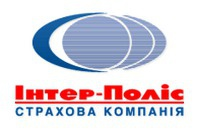 Інтер-Поліс
СТРАХОВА КОМПАНІЯ